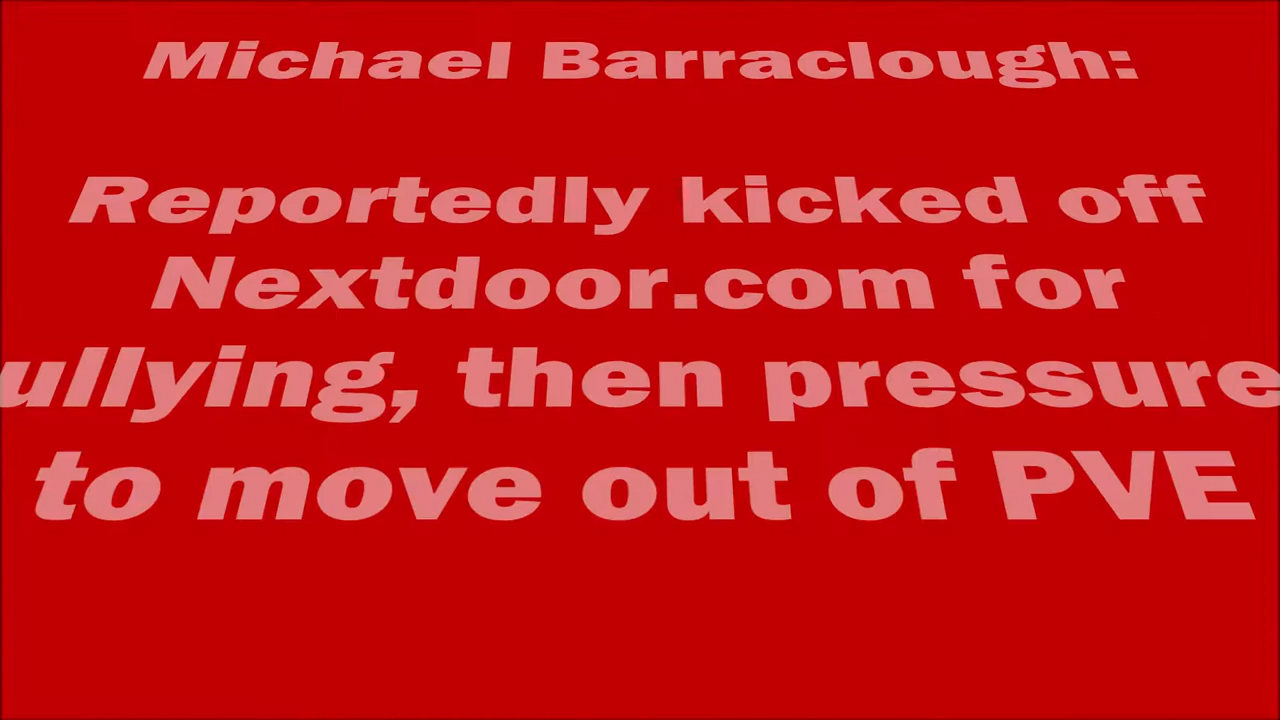 Michael Barraclough:
Reportedly kicked off
Nextdoor.com for
ullying, then pressure
to move out of PVE